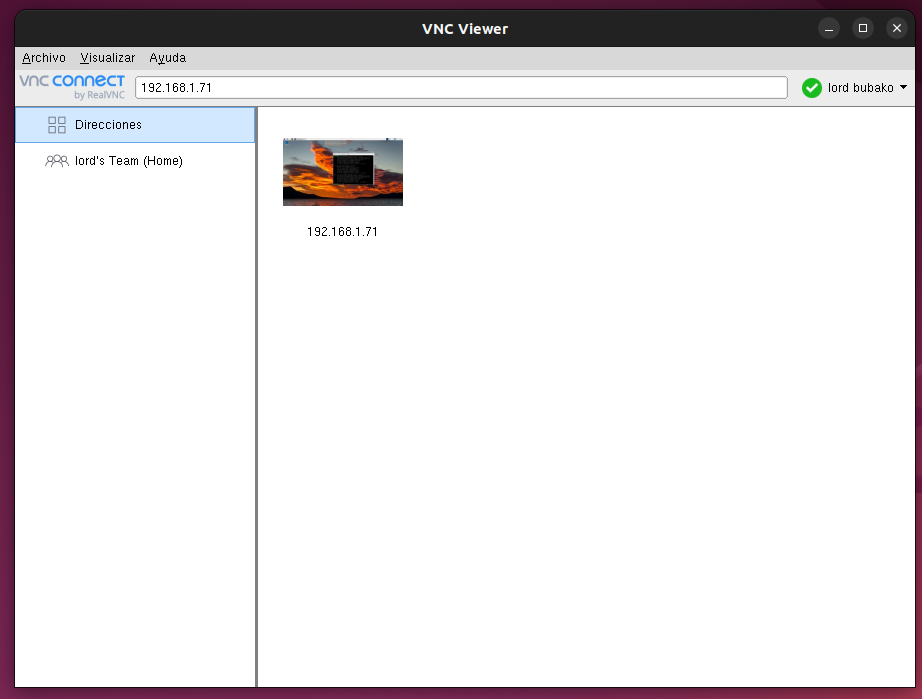 VNC Viewer
Archivo Visualizar Ayuda
vnc connect
by RealVNC
192.168.1.71
lord bubako
Direcciones
lord's Team (Home)
192.168.1.71